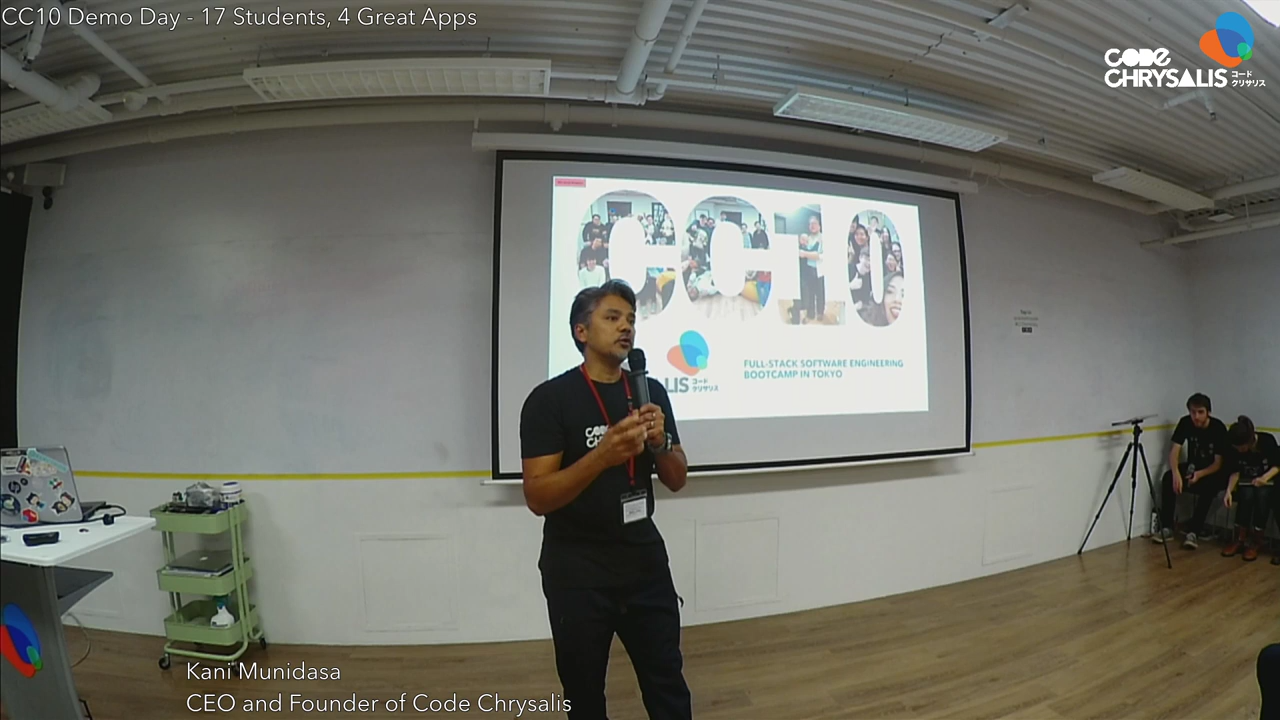 CC10 Demo Day - 17 Students, 4 Great Apps
CODE
CHRYSALIS
コード
クリサリス
CC10
FULL-STACK SOFTWARE ENGINEERING
BOOTCAMP IN TOKYO
LIS
コード
クリサリス
CODE
CH
Kani Munidasa
CEO and Founder of Code Chrysalis